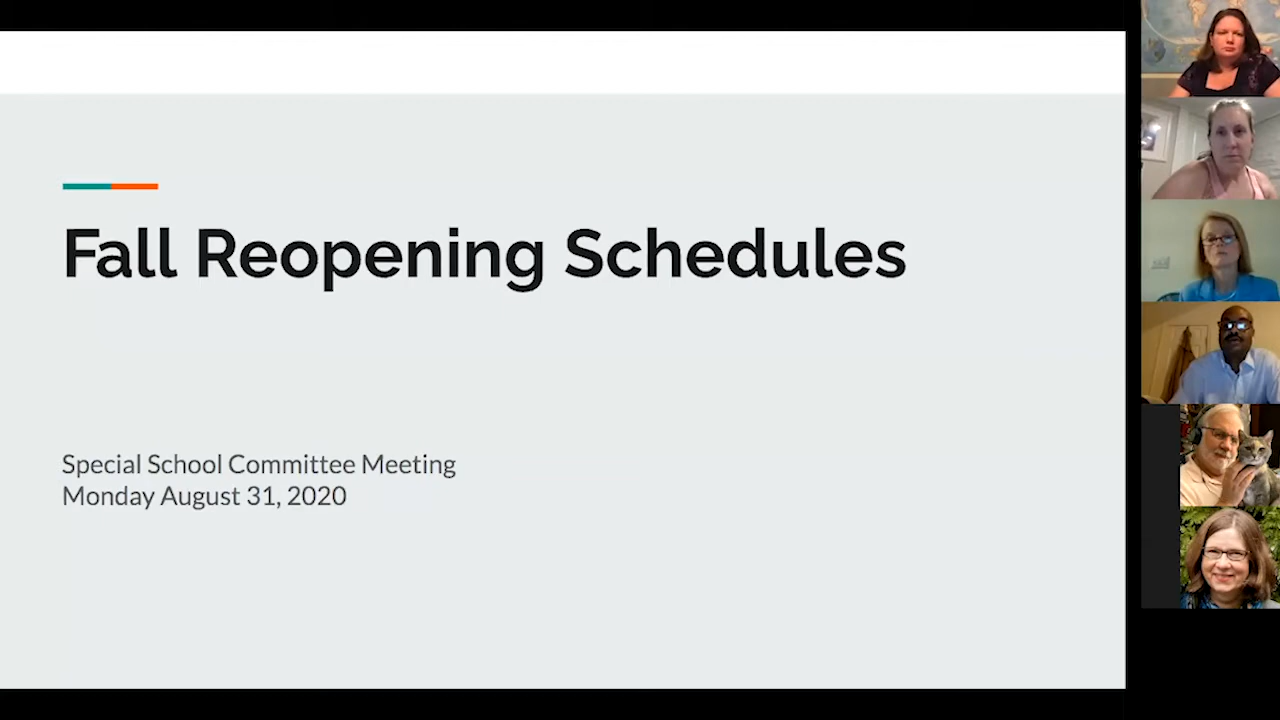 Fall Reopening Schedules
Special School Committee Meeting
Monday August 31, 2020